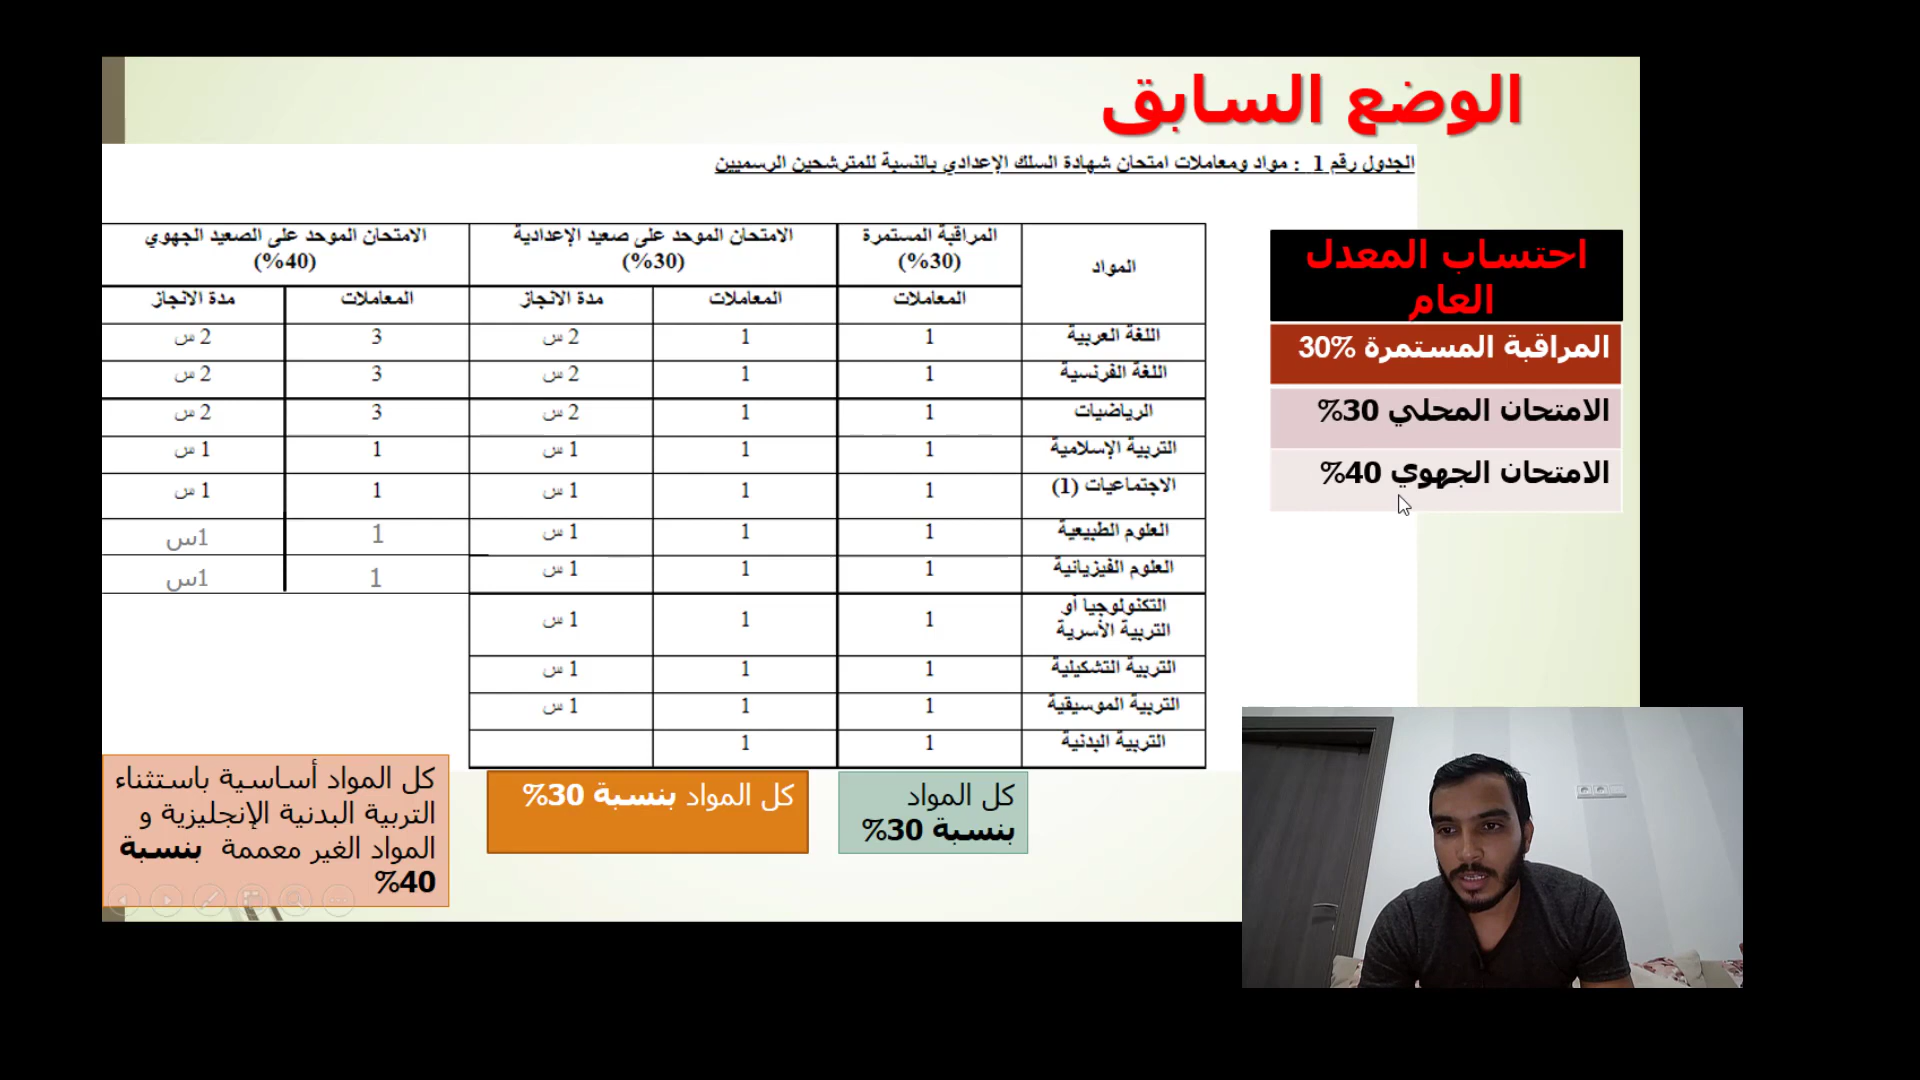 الوضع السابق
الجدول رقم 1 : مواد ومعاملات امتحان شهادة السلك الإعدادي بالنسبة للمترشحين الرسميين
المواد | المراقبة المستمرة (30%) | الامتحان الموحد على صعيد الإعدادية (30%) | الامتحان الموحد على الصعيد الجهوي (40%)
المعاملات | المعاملات | مدة الانجاز | المعاملات | مدة الانجاز
اللغة العربية | 1 | 1 | 2 س | 3 | 2 س
اللغة الفرنسية | 1 | 1 | 2 س | 3 | 2 س
الرياضيات | 1 | 1 | 2 س | 3 | 2 س
التربية الإسلامية | 1 | 1 | 1 س | 1 | 1 س
الاجتماعيات (1) | 1 | 1 | 1 س | 1 | 1 س
العلوم الطبيعية | 1 | 1 | 1 س | 1 | 1س
العلوم الفيزيائية | 1 | 1 | 1 س | 1 | 1س
التكنولوجيا أو التربية الأسرية | 1 | 1 | 1 س
التربية التشكيلية | 1 | 1 | 1 س
التربية الموسيقية | 1 | 1 | 1 س
التربية البدنية | 1 | 1
احتساب المعدل
العام
المراقبة المستمرة 30%
الامتحان المحلي 30%
الامتحان الجهوي 40%
كل المواد
بنسبة 30%
كل المواد بنسبة 30%
كل المواد أساسية باستثناء
التربية البدنية الإنجليزية و
المواد الغير معممة بنسبة
40%